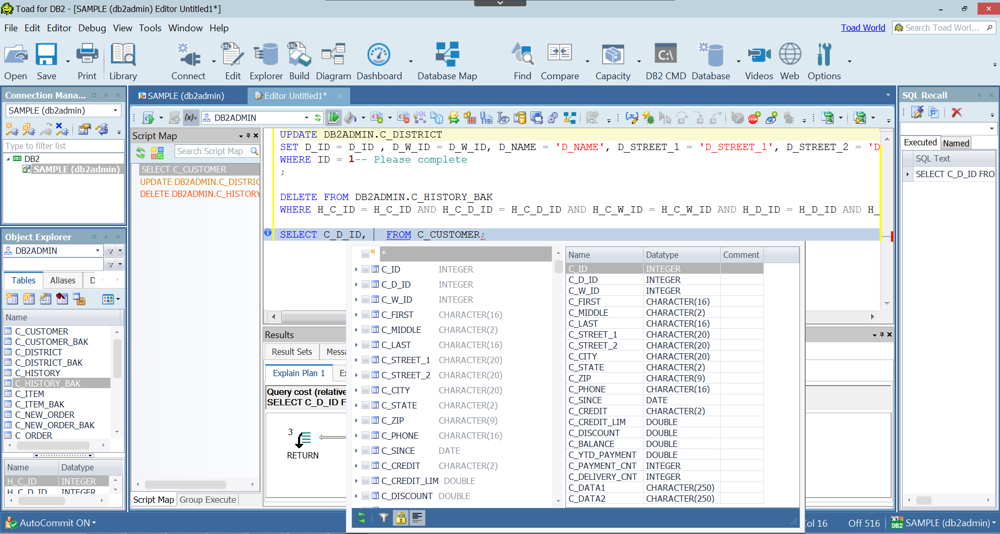 Toad for DB2 - [SAMPLE (db2admin) Editor Untitled1*]
File Edit Editor Debug View Tools Window Help
Toad World
Search Toad Worl...
Open Save Print Library Connect Edit Explorer Build Diagram Dashboard Database Map Find Compare Capacity DB2 CMD Database Videos Web Options
Connection Mana...
SAMPLE (db2admin)
Type to filter list
DB2
SAMPLE (db2admin)
Object Explorer
DB2ADMIN
Tables Aliases D
Name
C_CUSTOMER
C_CUSTOMER_BAK
C_DISTRICT
C_DISTRICT_BAK
C_HISTORY
C_HISTORY_BAK
C_ITEM
C_ITEM_BAK
C_NEW_ORDER
C_NEW_ORDER_BAK
C_ORDER
Name Datatype
H_C_ID INTEGER
H_C_D_ID INTEGER
SAMPLE (db2admin) Editor Untitled1*
DB2ADMIN
Script Map
Search Script Map
SELECT C_CUSTOMER
UPDATE DB2ADMIN.C_DISTRIC
DELETE DB2ADMIN.C_HISTORY
Script Map Group Execute
UPDATE DB2ADMIN.C_DISTRICT
SET D_ID = D_ID , D_W_ID = D_W_ID, D_NAME = 'D_NAME', D_STREET_1 = 'D_STREET_1', D_STREET_2 = 'D
WHERE ID = 1-- Please complete
;
DELETE FROM DB2ADMIN.C_HISTORY_BAK
WHERE H_C_ID = H_C_ID AND H_C_D_ID = H_C_D_ID AND H_C_W_ID = H_C_W_ID AND H_D_ID = H_D_ID AND H_
SELECT C_D_ID, FROM C_CUSTOMER;
*
C_ID INTEGER
C_D_ID INTEGER
C_W_ID INTEGER
C_FIRST CHARACTER(16)
C_MIDDLE CHARACTER(2)
C_LAST CHARACTER(16)
C_STREET_1 CHARACTER(20)
C_STREET_2 CHARACTER(20)
C_CITY CHARACTER(20)
C_STATE CHARACTER(2)
C_ZIP CHARACTER(9)
C_PHONE CHARACTER(16)
C_SINCE DATE
C_CREDIT CHARACTER(2)
C_CREDIT_LIM DOUBLE
C_DISCOUNT DOUBLE
Name Datatype Comment
C_ID INTEGER
C_D_ID INTEGER
C_W_ID INTEGER
C_FIRST CHARACTER(16)
C_MIDDLE CHARACTER(2)
C_LAST CHARACTER(16)
C_STREET_1 CHARACTER(20)
C_STREET_2 CHARACTER(20)
C_CITY CHARACTER(20)
C_STATE CHARACTER(2)
C_ZIP CHARACTER(9)
C_PHONE CHARACTER(16)
C_SINCE DATE
C_CREDIT CHARACTER(2)
C_CREDIT_LIM DOUBLE
C_DISCOUNT DOUBLE
C_BALANCE DOUBLE
C_YTD_PAYMENT DOUBLE
C_PAYMENT_CNT INTEGER
C_DELIVERY_CNT INTEGER
C_DATA1 CHARACTER(250)
C_DATA2 CHARACTER(250)
Results
Result Sets Messa
Explain Plan 1 Ex
Query cost (relative
SELECT C_D_ID F
3
RETURN
SQL Recall
Executed Named
SQL Text
SELECT C_D_ID FRO
AutoCommit ON
ol 16 Off 516 SAMPLE (db2admin)